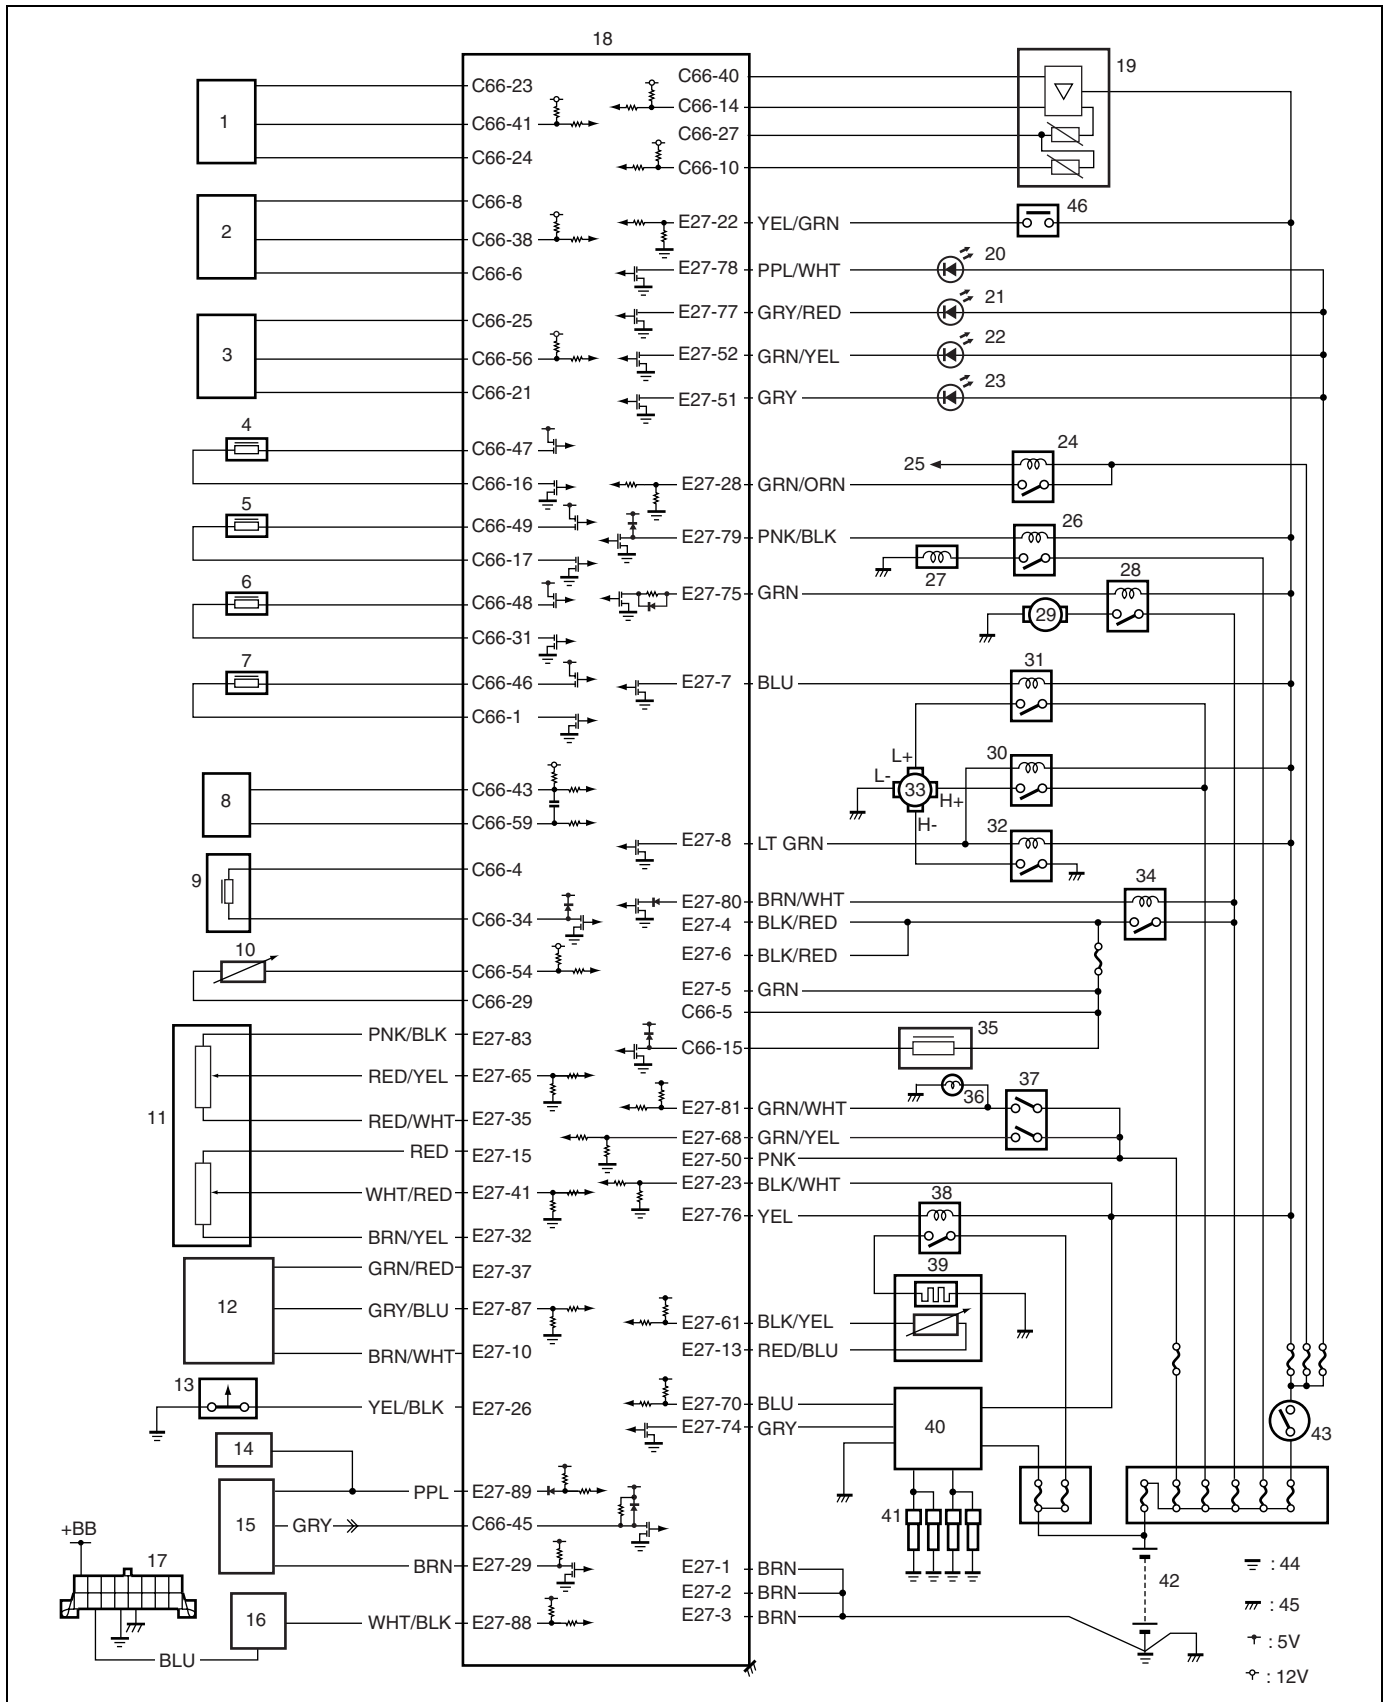 18
1
C66-23
C66-41
C66-24
C66-40
C66-14
C66-27
C66-10
19
2
C66-8
C66-38
C66-6
E27-22 YEL/GRN
46
E27-78 PPL/WHT
20
3
C66-25
C66-56
C66-21
E27-77 GRY/RED
21
E27-52 GRN/YEL
22
E27-51 GRY
23
4
C66-47
C66-16
25
24
E27-28 GRN/ORN
5
C66-49
C66-17
E27-79 PNK/BLK
26
27
6
C66-48
C66-31
E27-75 GRN
28
29
7
C66-46
C66-1
E27-7 BLU
31
30
L+
L-
33
H+
H-
32
8
C66-43
C66-59
E27-8 LT GRN
9
C66-4
C66-34
E27-80 BRN/WHT
34
E27-4 BLK/RED
E27-6 BLK/RED
10
C66-54
C66-29
E27-5 GRN
C66-5
C66-15
35
11
PNK/BLK E27-83
RED/YEL E27-65
RED/WHT E27-35
RED E27-15
WHT/RED E27-41
BRN/YEL E27-32
36
37
E27-81 GRN/WHT
E27-68 GRN/YEL
E27-50 PNK
E27-23 BLK/WHT
E27-76 YEL
38
12
GRN/RED E27-37
GRY/BLU E27-87
BRN/WHT E27-10
39
E27-61 BLK/YEL
E27-13 RED/BLU
13
YEL/BLK E27-26
E27-70 BLU
E27-74 GRY
40
43
14
15
PPL E27-89
GRY C66-45
BRN E27-29
41
+BB
17
16
WHT/BLK E27-88
BLU
E27-1 BRN
E27-2 BRN
E27-3 BRN
42
: 44
: 45
: 5V
: 12V